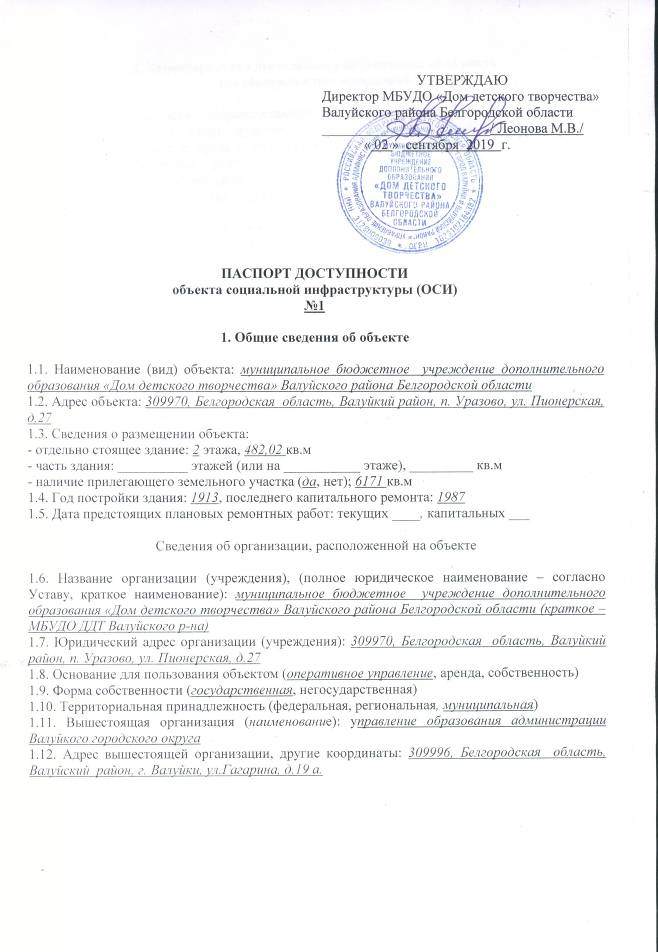 УТВЕРЖДАЮ
Директор МБУДО «Дом детского творчества»
Валуйского района Белгородской области
Леонова М.В./
« 02 » сентября 2019 г.
БЮДЖЕТНОЕ
УЧРЕЖДЕНИЕ
ДОПОЛНИТЕЛЬНОГО
ОБРАЗОВАНИЯ
«ДОМ ДЕТСКОГО
ТВОРЧЕСТВА»
ВАЛУЙСКОГО РАЙОНА
БЕЛГОРОДСКОЙ
ОБЛАСТИ
ПАСПОРТ ДОСТУПНОСТИ
объекта социальной инфраструктуры (ОСИ)
№1
1. Общие сведения об объекте
1.1. Наименование (вид) объекта: муниципальное бюджетное учреждение дополнительного
образования «Дом детского творчества» Валуйского района Белгородской области
1.2. Адрес объекта: 309970, Белгородская область, Валуйкий район, п. Уразово, ул. Пионерская,
д.27
1.3. Сведения о размещении объекта:
- отдельно стоящее здание: 2 этажа, 482,02 кв.м
- часть здания: ___________ этажей (или на ____________ этаже), __________ кв.м
- наличие прилегающего земельного участка (да, нет); 6171 кв.м
1.4. Год постройки здания: 1913, последнего капитального ремонта: 1987
1.5. Дата предстоящих плановых ремонтных работ: текущих ____, капитальных ___
Сведения об организации, расположенной на объекте
1.6. Название организации (учреждения), (полное юридическое наименование – согласно
Уставу, краткое наименование): муниципальное бюджетное учреждение дополнительного
образования «Дом детского творчества» Валуйского района Белгородской области (краткое –
МБУДО ДДТ Валуйского р-на)
1.7. Юридический адрес организации (учреждения): 309970, Белгородская область, Валуйкий
район, п. Уразово, ул. Пионерская, д.27
1.8. Основание для пользования объектом (оперативное управление, аренда, собственность)
1.9. Форма собственности (государственная, негосударственная)
1.10. Территориальная принадлежность (федеральная, региональная, муниципальная)
1.11. Вышестоящая организация (наименование): управление образования администрации
Валуйкого городского округа
1.12. Адрес вышестоящей организации, другие координаты: 309996, Белгородская область,
Валуйский район, г. Валуйки, ул.Гагарина, д.19 а.